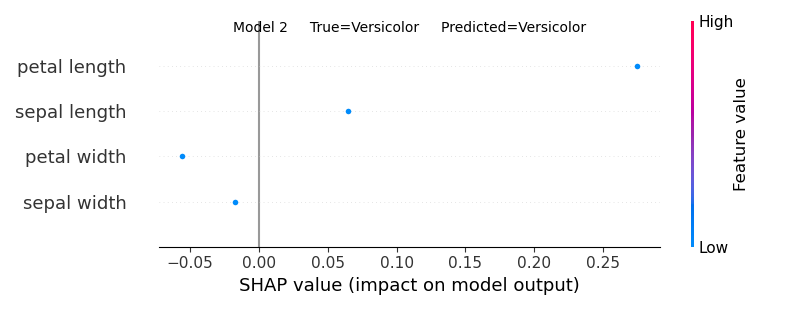 Model 2 True=Versicolor Predicted=Versicolor
High
petal length
sepal length
petal width
sepal width
Feature value
Low
−0.05 0.00 0.05 0.10 0.15 0.20 0.25
SHAP value (impact on model output)